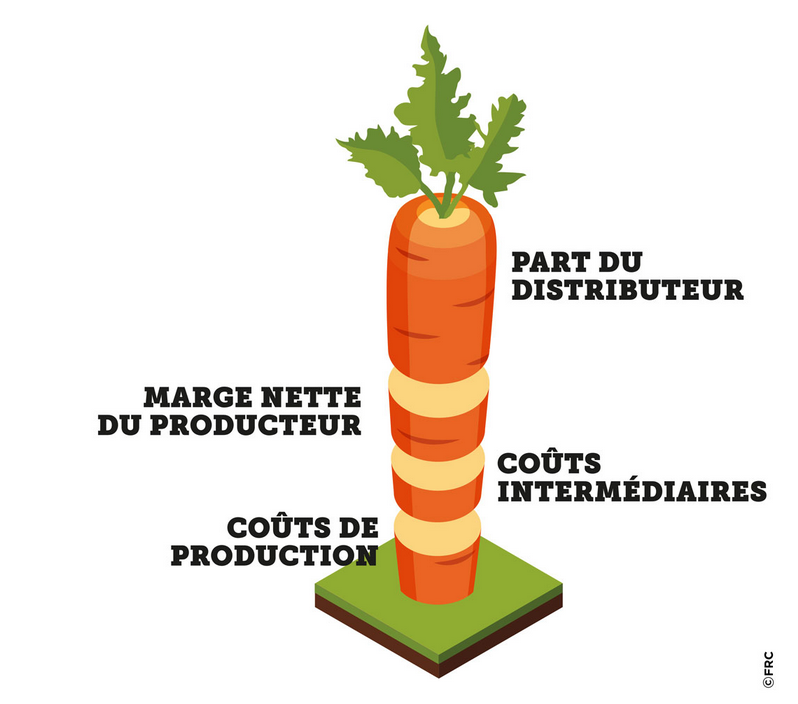 PART DU
DISTRIBUTEUR
MARGE NETTE
DU PRODUCTEUR
COÛTS
INTERMÉDIAIRES
COÛTS DE
PRODUCTION
©FRC